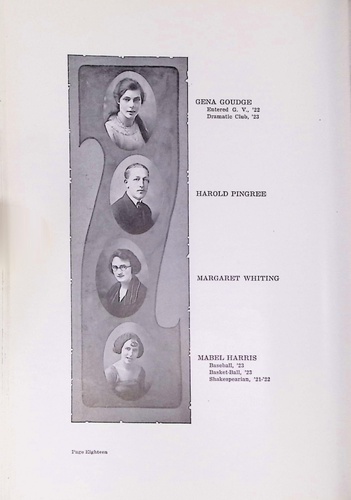 GENA GOUDGE
Entered G. V., '22
Dramatic Club, '23
HAROLD PINGREE
MARGARET WHITING
MABEL HARRIS
Baseball, '23
Basket-Ball, '23
Shakespearian, '21-'22
Page Eighteen